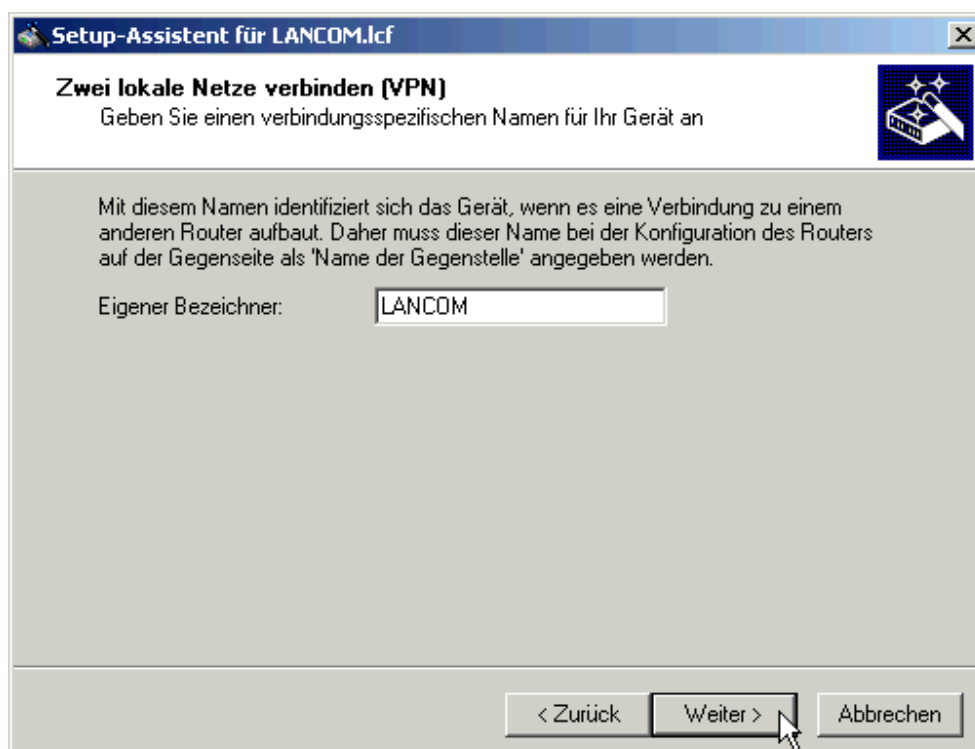 Setup-Assistent für LANCOM.lcf
Zwei lokale Netze verbinden (VPN)
Geben Sie einen verbindungsspezifischen Namen für Ihr Gerät an
Mit diesem Namen identifiziert sich das Gerät, wenn es eine Verbindung zu einem
anderen Router aufbaut. Daher muss dieser Name bei der Konfiguration des Routers
auf der Gegenseite als 'Name der Gegenstelle' angegeben werden.
Eigener Bezeichner: LANCOM
< Zurück Weiter > Abbrechen